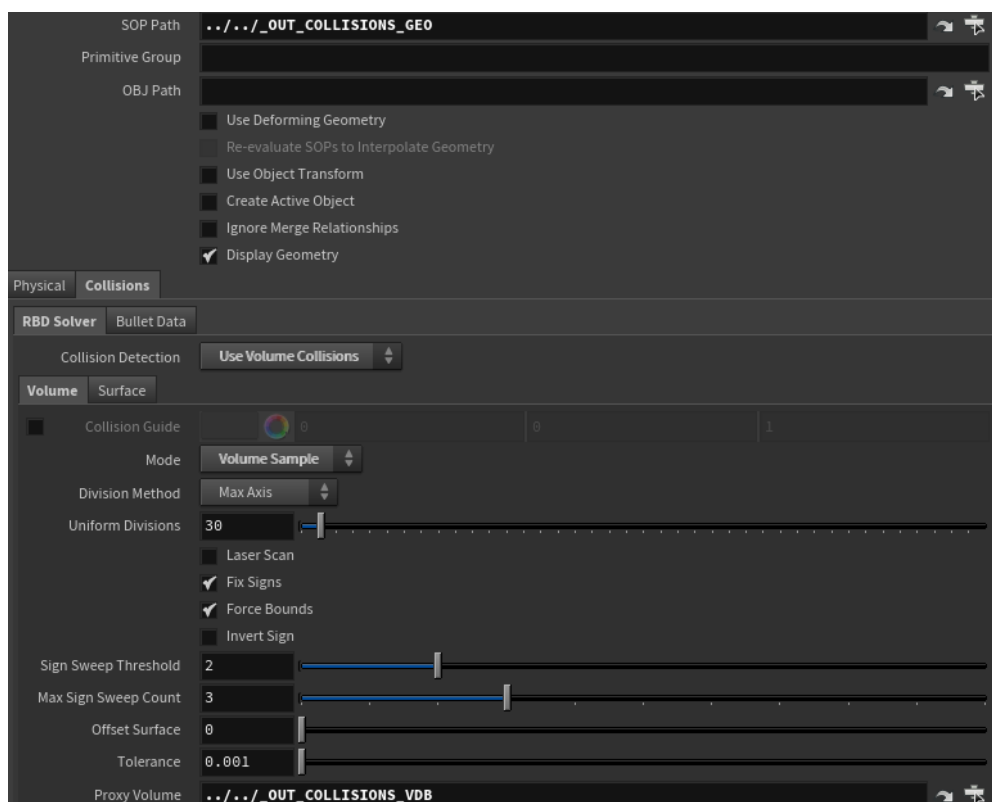 SOP Path ../../_OUT_COLLISIONS_GEO
Primitive Group
OBJ Path
Use Deforming Geometry
Re-evaluate SOPs to Interpolate Geometry
Use Object Transform
Create Active Object
Ignore Merge Relationships
Display Geometry
Physical Collisions
RBD Solver Bullet Data
Collision Detection Use Volume Collisions
Volume Surface
Collision Guide 0 0 1
Mode Volume Sample
Division Method Max Axis
Uniform Divisions 30
Laser Scan
Fix Signs
Force Bounds
Invert Sign
Sign Sweep Threshold 2
Max Sign Sweep Count 3
Offset Surface 0
Tolerance 0.001
Proxy Volume ../../_OUT_COLLISIONS_VDB